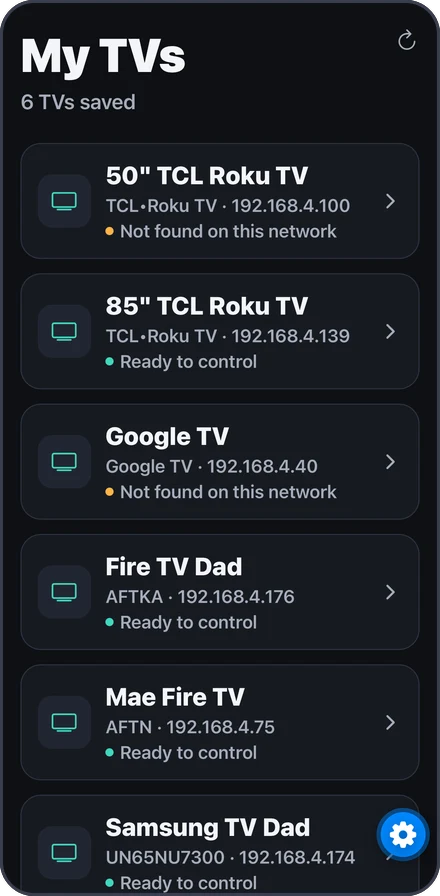 My TVs
6 TVs saved
50" TCL Roku TV
TCL•Roku TV · 192.168.4.100
Not found on this network
85" TCL Roku TV
TCL•Roku TV · 192.168.4.139
Ready to control
Google TV
Google TV · 192.168.4.40
Not found on this network
Fire TV Dad
AFTKA · 192.168.4.176
Ready to control
Mae Fire TV
AFTN · 192.168.4.75
Ready to control
Samsung TV Dad
UN65NU7300 · 192.168.4.174
Ready to control